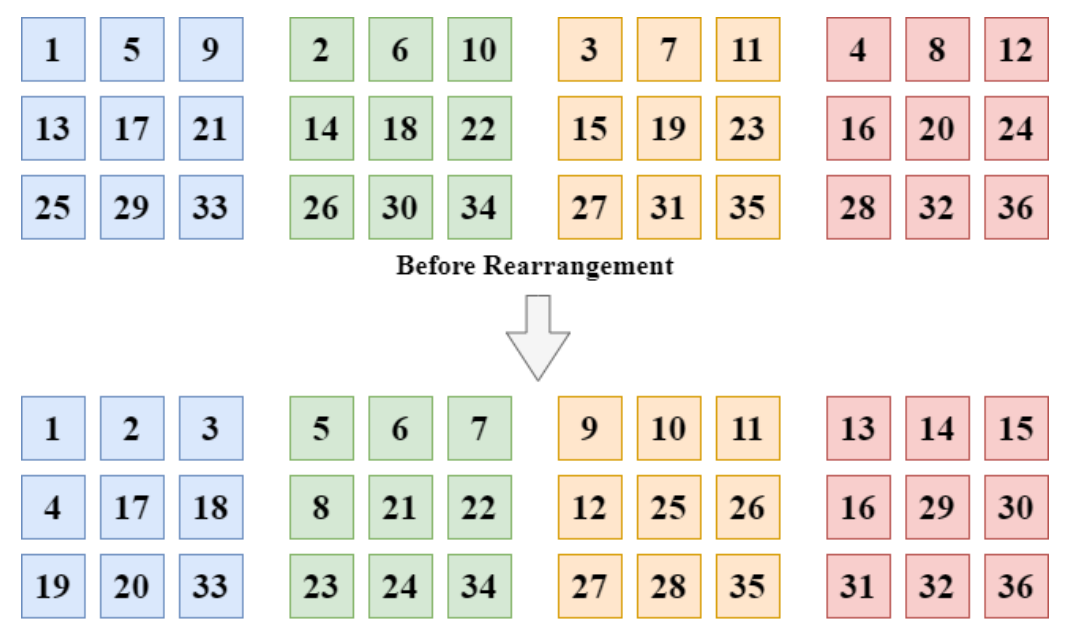 1 5 9 2 6 10 3 7 11 4 8 12
13 17 21 14 18 22 15 19 23 16 20 24
25 29 33 26 30 34 27 31 35 28 32 36
Before Rearrangement
1 2 3 5 6 7 9 10 11 13 14 15
4 17 18 8 21 22 12 25 26 16 29 30
19 20 33 23 24 34 27 28 35 31 32 36